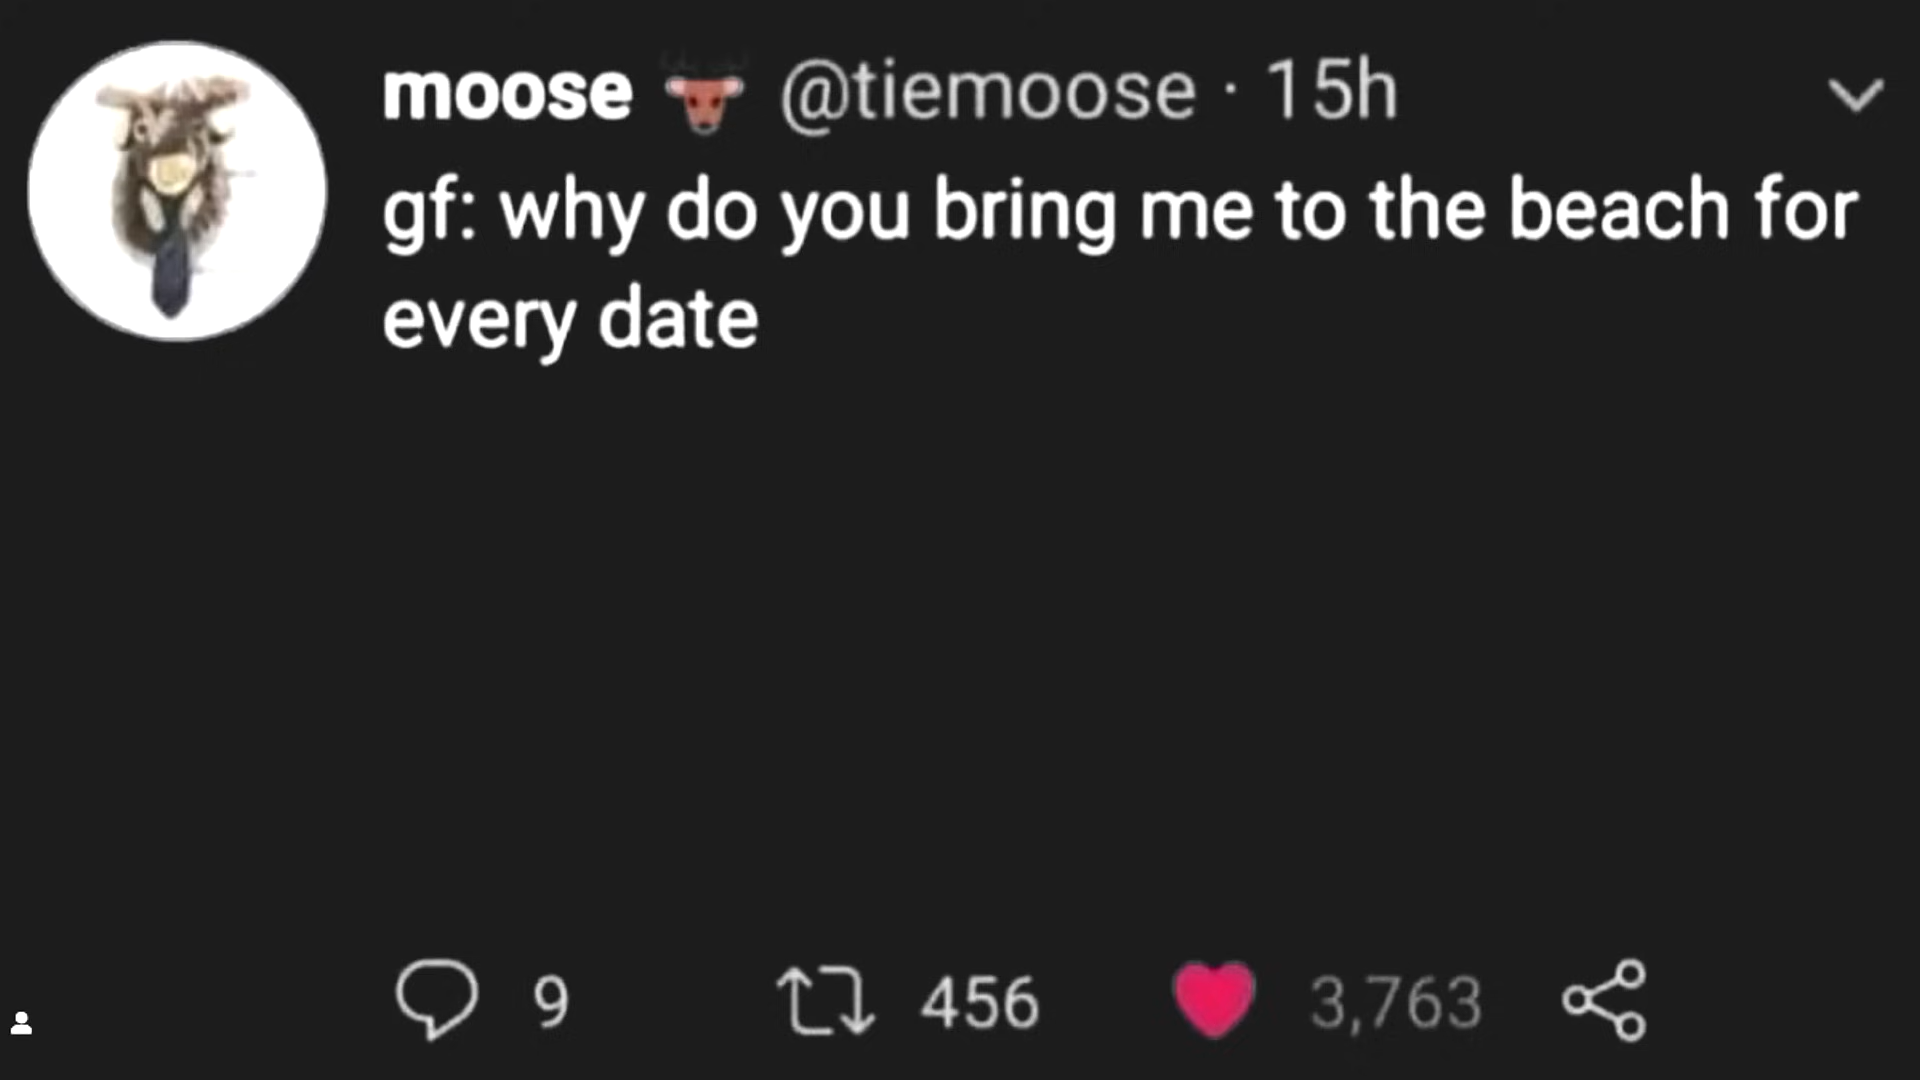 moose @tiemoose · 15h
gf: why do you bring me to the beach for
every date
9 456 3,763